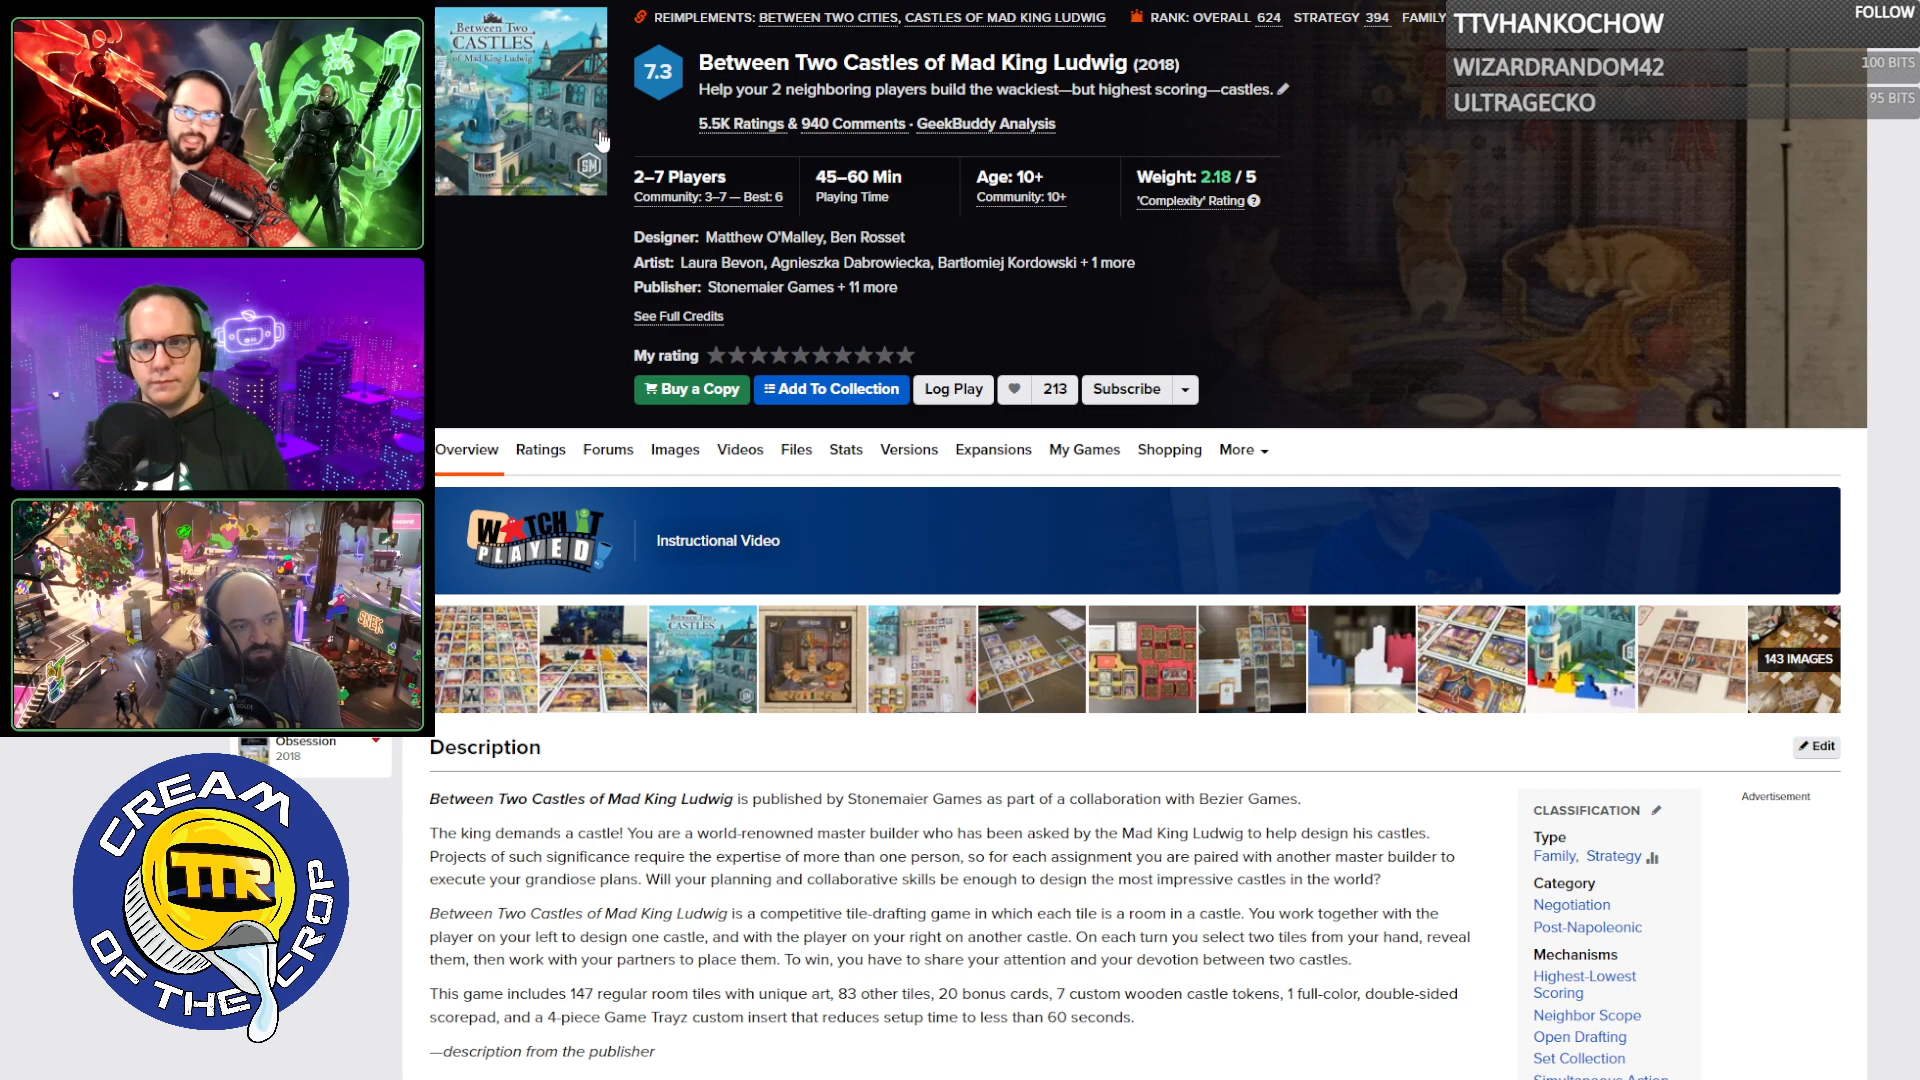 REIMPLEMENTS: BETWEEN TWO CITIES, CASTLES OF MAD KING LUDWIG
RANK: OVERALL 624 STRATEGY 394 FAMILY
Between Two Castles of Mad King Ludwig
7.3
Between Two Castles of Mad King Ludwig (2018)
Help your 2 neighboring players build the wackiest—but highest scoring—castles.
5.5K Ratings & 940 Comments · GeekBuddy Analysis
2–7 Players
Community: 3–7 — Best: 6
45–60 Min
Playing Time
Age: 10+
Community: 10+
Weight: 2.18 / 5
'Complexity' Rating
Designer: Matthew O'Malley, Ben Rosset
Artist: Laura Bevon, Agnieszka Dabrowiecka, Bartłomiej Kordowski + 1 more
Publisher: Stonemaier Games + 11 more
See Full Credits
My rating
Buy a Copy
Add To Collection
Log Play
213
Subscribe
FOLLOW
TTVHANKOCHOW
WIZARDRANDOM42 100 BITS
ULTRAGECKO 95 BITS
Overview Ratings Forums Images Videos Files Stats Versions Expansions My Games Shopping More
WATCH IT PLAYED
Instructional Video
SNEK
143 IMAGES
Obsession
2018
CREAM OF THE CROP
TTR
Description
Edit
Between Two Castles of Mad King Ludwig is published by Stonemaier Games as part of a collaboration with Bezier Games.
The king demands a castle! You are a world-renowned master builder who has been asked by the Mad King Ludwig to help design his castles.
Projects of such significance require the expertise of more than one person, so for each assignment you are paired with another master builder to
execute your grandiose plans. Will your planning and collaborative skills be enough to design the most impressive castles in the world?
Between Two Castles of Mad King Ludwig is a competitive tile-drafting game in which each tile is a room in a castle. You work together with the
player on your left to design one castle, and with the player on your right on another castle. On each turn you select two tiles from your hand, reveal
them, then work with your partners to place them. To win, you have to share your attention and your devotion between two castles.
This game includes 147 regular room tiles with unique art, 83 other tiles, 20 bonus cards, 7 custom wooden castle tokens, 1 full-color, double-sided
scorepad, and a 4-piece Game Trayz custom insert that reduces setup time to less than 60 seconds.
—description from the publisher
CLASSIFICATION
Type
Family, Strategy
Category
Negotiation
Post-Napoleonic
Mechanisms
Highest-Lowest
Scoring
Neighbor Scope
Open Drafting
Set Collection
Simultaneous Action
Advertisement